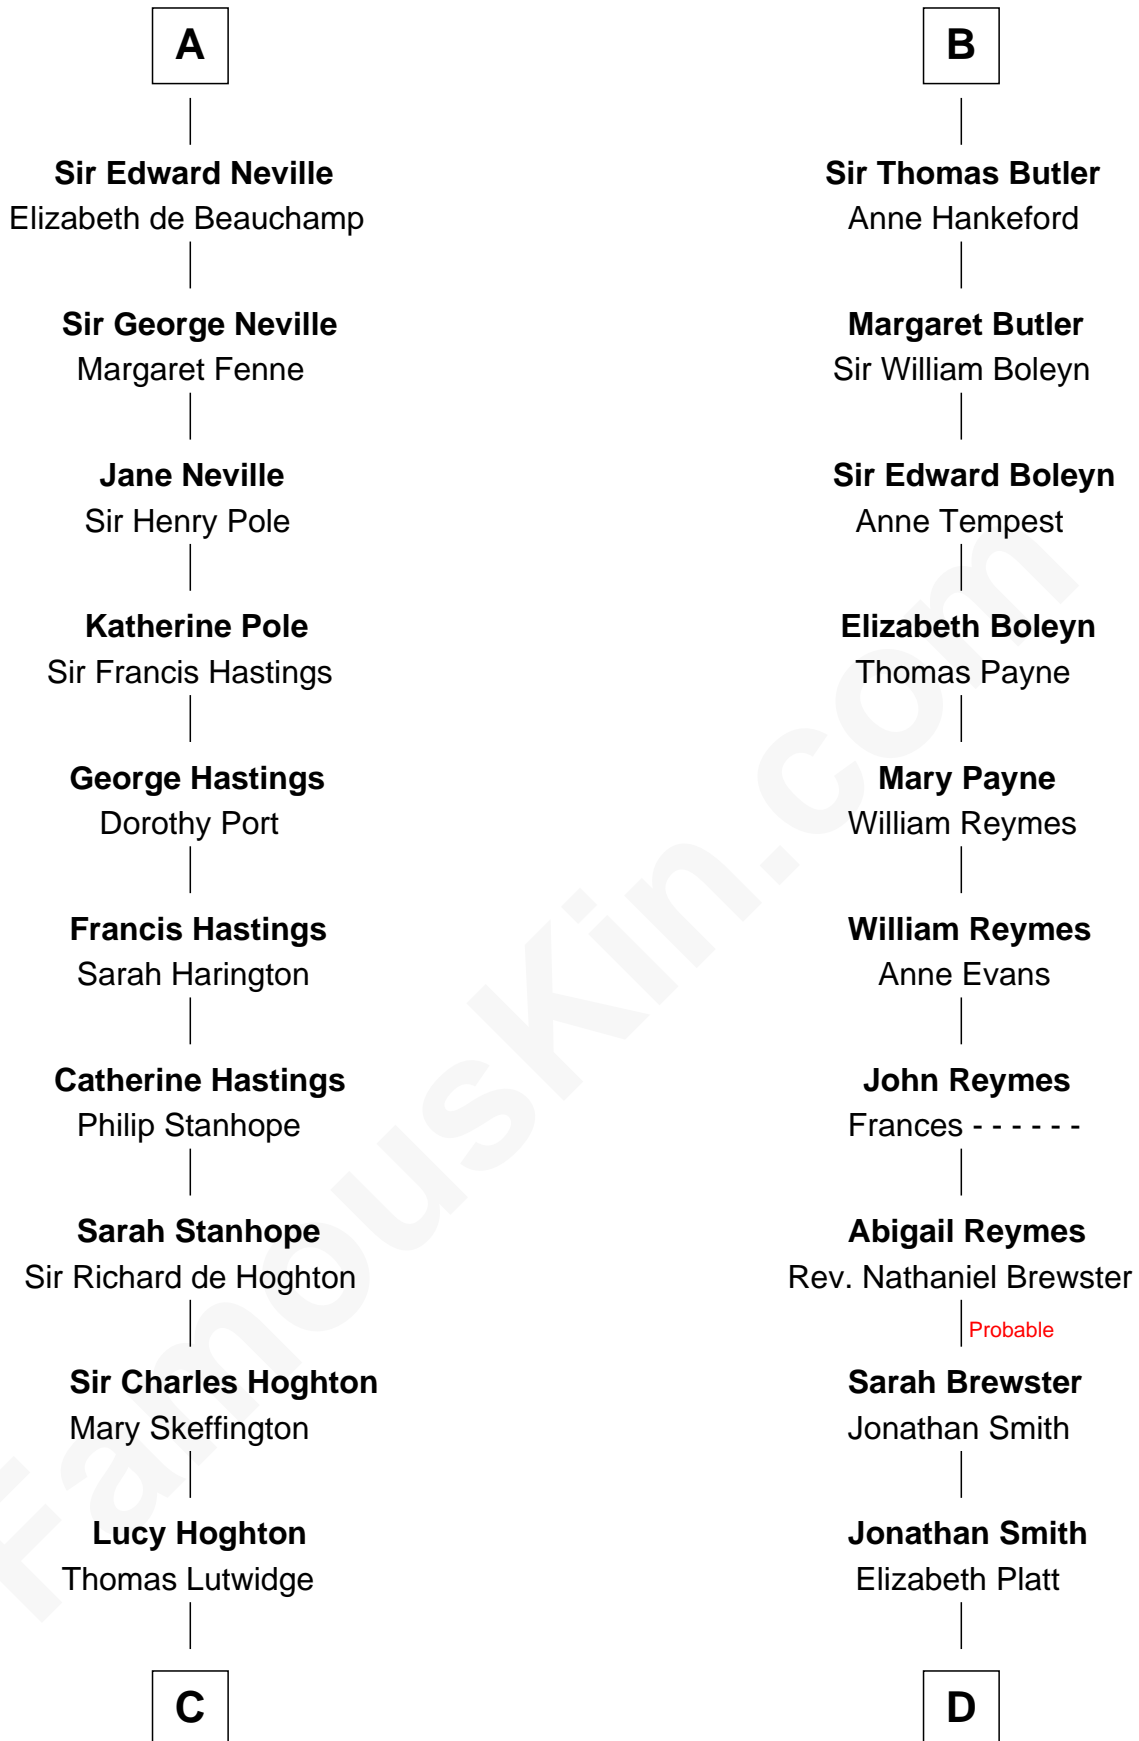 A
Sir Edward Neville
Elizabeth de Beauchamp
Sir George Neville
Margaret Fenne
Jane Neville
Sir Henry Pole
Katherine Pole
Sir Francis Hastings
George Hastings
Dorothy Port
Francis Hastings
Sarah Harington
Catherine Hastings
Philip Stanhope
Sarah Stanhope
Sir Richard de Hoghton
Sir Charles Hoghton
Mary Skeffington
Lucy Hoghton
Thomas Lutwidge
C
B
Sir Thomas Butler
Anne Hankeford
Margaret Butler
Sir William Boleyn
Sir Edward Boleyn
Anne Tempest
Elizabeth Boleyn
Thomas Payne
Mary Payne
William Reymes
William Reymes
Anne Evans
John Reymes
Frances - - - - - -
Abigail Reymes
Rev. Nathaniel Brewster
Probable
Sarah Brewster
Jonathan Smith
Jonathan Smith
Elizabeth Platt
D
FamousKin.com